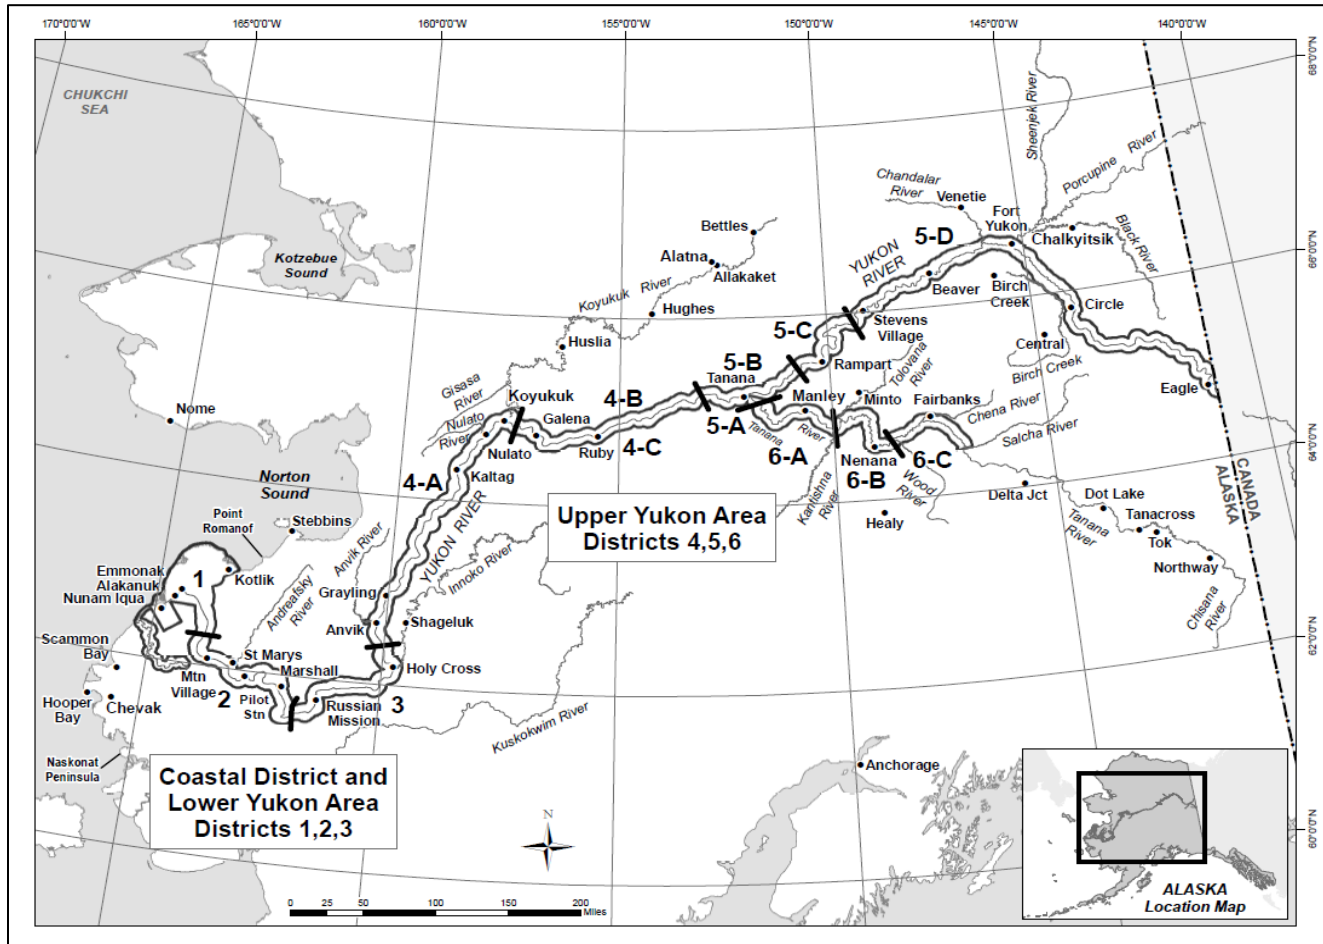 170°0'0"W 165°0'0"W 160°0'0"W 155°0'0"W 150°0'0"W 145°0'0"W 140°0'0"W
68°0'0"N
66°0'0"N
64°0'0"N
62°0'0"N
60°0'0"N
CHUKCHI
SEA
Kotzebue
Sound
Nome
Norton
Sound
Point
Romanof
Stebbins
Emmonak
Alakanuk
Nunam Iqua
1
Kotlik
Scammon
Bay
Hooper
Bay
Chevak
Naskonat
Peninsula
Mtn
Village
2
St Marys
Pilot
Stn
Marshall
Russian
Mission
3
Holy Cross
Andreafsky
River
Anvik River
Anvik
Grayling
Shageluk
Innoko River
YUKON RIVER
Kuskokwim River
4-A
Kaltag
Nulato
Nulato
River
Gisasa
River
Koyukuk
Galena
Huslia
Koyukuk River
Hughes
Alatna
Allakaket
Bettles
4-B
4-C
Ruby
Tanana
5-A
5-B
5-C
5-D
Rampart
Stevens
Village
YUKON
RIVER
Beaver
Birch
Creek
Fort
Yukon
Venetie
Chandalar
River
Sheenjek River
Porcupine River
Chalkyitsik
Black River
Circle
Central
Birch Creek
Eagle
CANADA
ALASKA
Manley
Tanana
River
6-A
Kantishna
River
Minto
Tolovana
River
Nenana
6-B
Fairbanks
Chena River
Salcha River
6-C
Wood
River
Healy
Delta Jct
Dot Lake
Tanana
River
Tanacross
Tok
Northway
Chisana
River
Anchorage
Upper Yukon Area
Districts 4,5,6
Coastal District and
Lower Yukon Area
Districts 1,2,3
N
0 25 50 100 150 200
Miles
ALASKA
Location Map